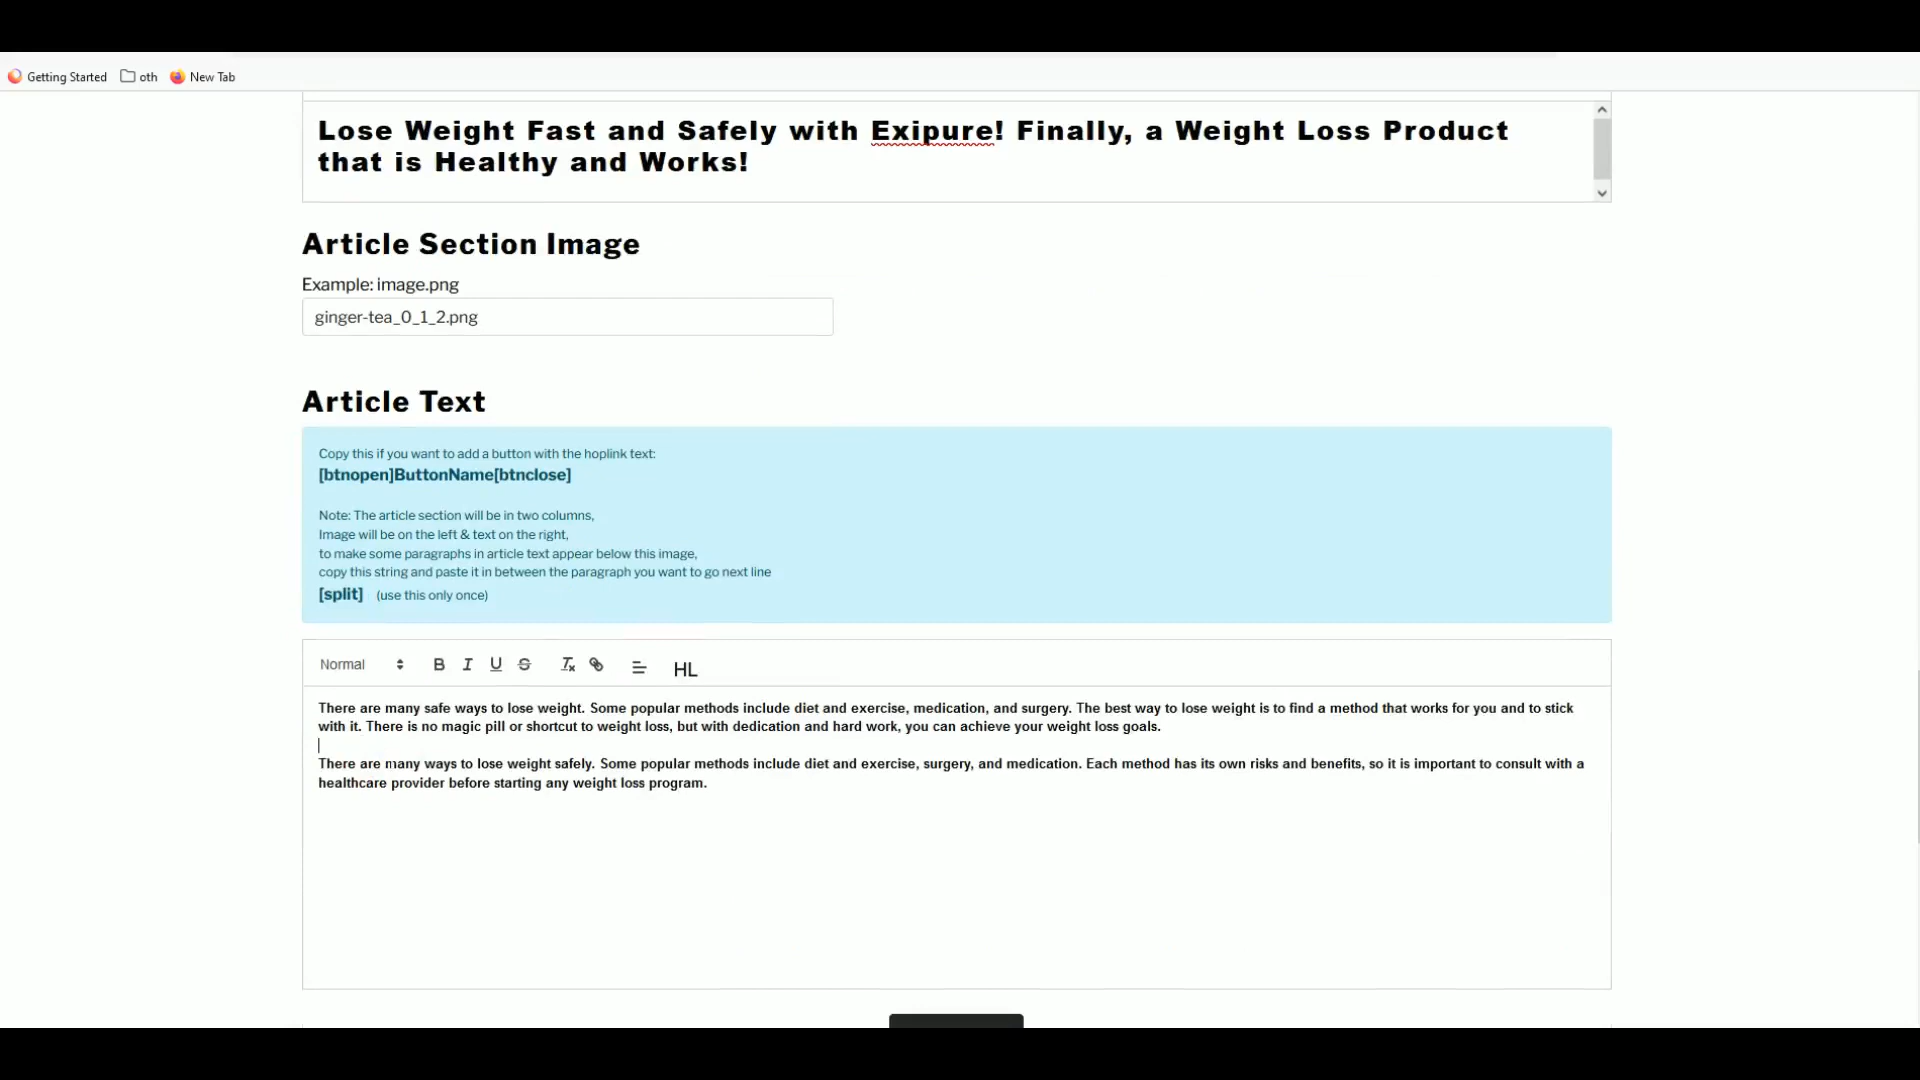 Getting Started oth New Tab
Lose Weight Fast and Safely with Exipure! Finally, a Weight Loss Product
that is Healthy and Works!
Article Section Image
Example: image.png
ginger-tea_0_1_2.png
Article Text
Copy this if you want to add a button with the hoplink text:
[btnopen]ButtonName[btnclose]
Note: The article section will be in two columns,
Image will be on the left & text on the right,
to make some paragraphs in article text appear below this image,
copy this string and paste it in between the paragraph you want to go next line
[split] (use this only once)
Normal B I U S Tx HL
There are many safe ways to lose weight. Some popular methods include diet and exercise, medication, and surgery. The best way to lose weight is to find a method that works for you and to stick
with it. There is no magic pill or shortcut to weight loss, but with dedication and hard work, you can achieve your weight loss goals.
There are many ways to lose weight safely. Some popular methods include diet and exercise, surgery, and medication. Each method has its own risks and benefits, so it is important to consult with a
healthcare provider before starting any weight loss program.